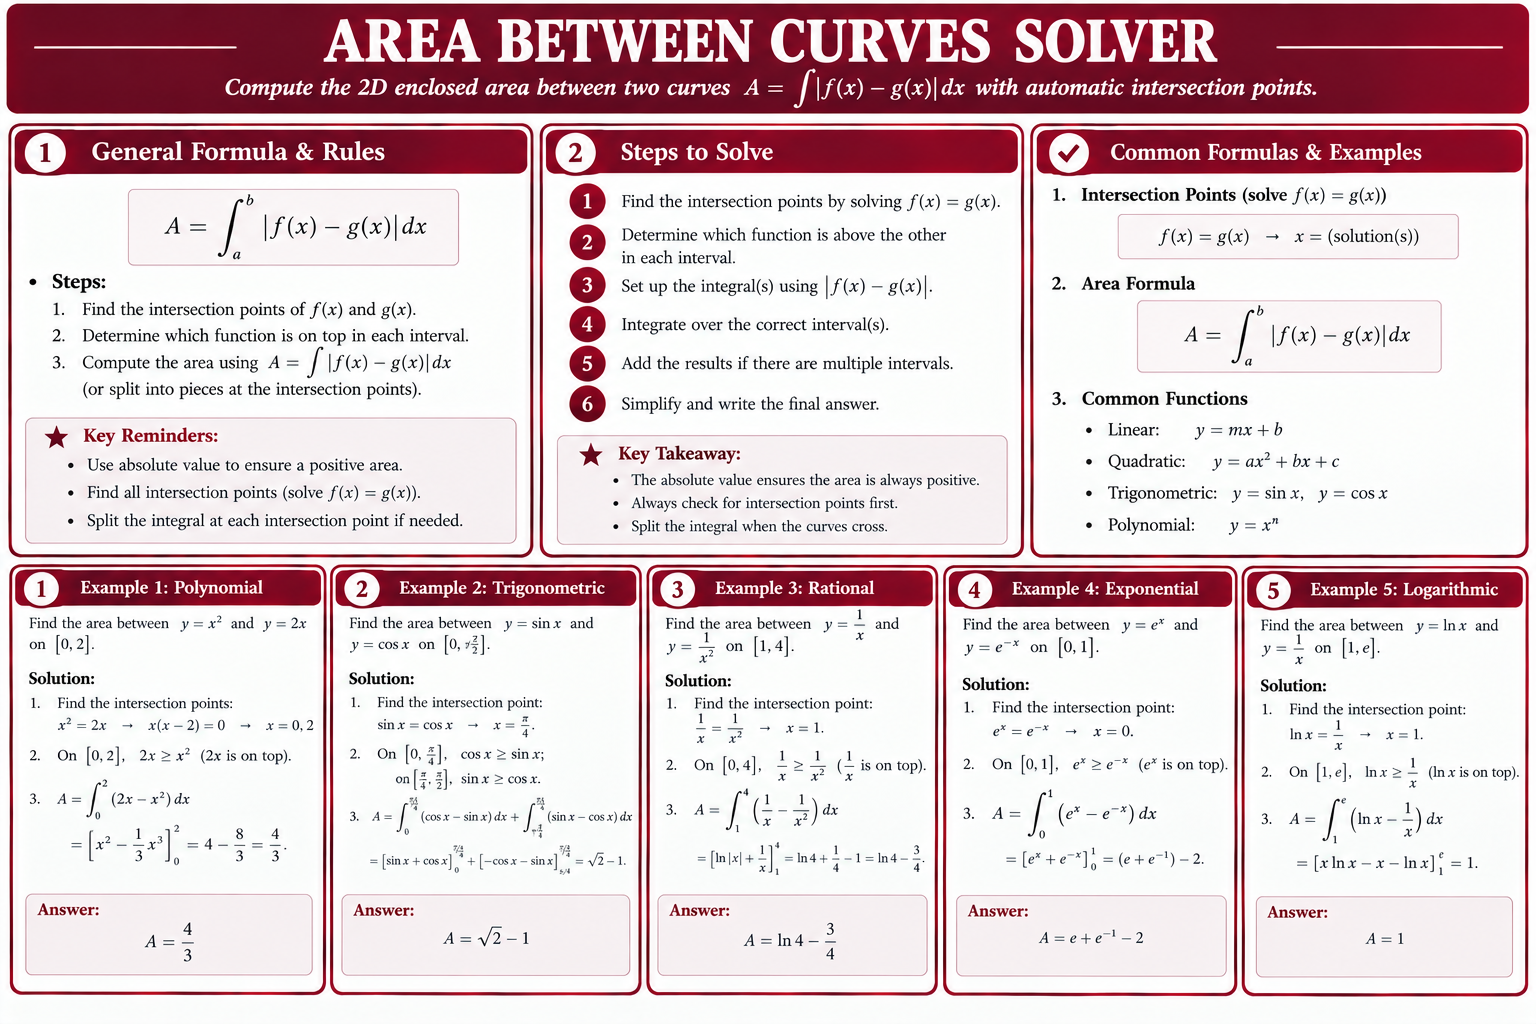 AREA BETWEEN CURVES SOLVER
Compute the 2D enclosed area between two curves A = ∫|f(x) − g(x)| dx with automatic intersection points.
1 General Formula & Rules
A = ∫_a^b |f(x) − g(x)| dx
• Steps:
1. Find the intersection points of f(x) and g(x).
2. Determine which function is on top in each interval.
3. Compute the area using A = ∫ |f(x) − g(x)| dx
(or split into pieces at the intersection points).
★ Key Reminders:
• Use absolute value to ensure a positive area.
• Find all intersection points (solve f(x) = g(x)).
• Split the integral at each intersection point if needed.
2 Steps to Solve
1 Find the intersection points by solving f(x) = g(x).
2 Determine which function is above the other
in each interval.
3 Set up the integral(s) using |f(x) − g(x)|.
4 Integrate over the correct interval(s).
5 Add the results if there are multiple intervals.
6 Simplify and write the final answer.
★ Key Takeaway:
• The absolute value ensures the area is always positive.
• Always check for intersection points first.
• Split the integral when the curves cross.
✓ Common Formulas & Examples
1. Intersection Points (solve f(x) = g(x))
f(x) = g(x) → x = (solution(s))
2. Area Formula
A = ∫_a^b |f(x) − g(x)| dx
3. Common Functions
• Linear: y = mx + b
• Quadratic: y = ax² + bx + c
• Trigonometric: y = sin x, y = cos x
• Polynomial: y = xⁿ
1 Example 1: Polynomial
Find the area between y = x² and y = 2x
on [0, 2].
Solution:
1. Find the intersection points:
x² = 2x → x(x − 2) = 0 → x = 0, 2
2. On [0, 2], 2x ≥ x² (2x is on top).
3. A = ∫_0^2 (2x − x²) dx
= [x² − 1/3 x³]_0^2 = 4 − 8/3 = 4/3.
Answer:
A = 4/3
2 Example 2: Trigonometric
Find the area between y = sin x and
y = cos x on [0, 2].
Solution:
1. Find the intersection point:
sin x = cos x → x = π/4.
2. On [0, π/4], cos x ≥ sin x;
on [π/4, π/2], sin x ≥ cos x.
3. A = ∫_0 (cos x − sin x) dx + ∫ (sin x − cos x) dx
= [sin x + cos x]_0 + [−cos x − sin x] = √2 − 1.
Answer:
A = √2 − 1
3 Example 3: Rational
Find the area between y = 1/x and
y = 1/x² on [1, 4].
Solution:
1. Find the intersection point:
1/x = 1/x² → x = 1.
2. On [0, 4], 1/x ≥ 1/x² (1/x is on top).
3. A = ∫_1^4 (1/x − 1/x²) dx
= [ln|x| + 1/x]_1^4 = ln 4 + 1/4 − 1 = ln 4 − 3/4.
Answer:
A = ln 4 − 3/4
4 Example 4: Exponential
Find the area between y = eˣ and
y = e⁻ˣ on [0, 1].
Solution:
1. Find the intersection point:
eˣ = e⁻ˣ → x = 0.
2. On [0, 1], eˣ ≥ e⁻ˣ (eˣ is on top).
3. A = ∫_0^1 (eˣ − e⁻ˣ) dx
= [eˣ + e⁻ˣ]_0^1 = (e + e⁻¹) − 2.
Answer:
A = e + e⁻¹ − 2
5 Example 5: Logarithmic
Find the area between y = ln x and
y = 1/x on [1, e].
Solution:
1. Find the intersection point:
ln x = 1/x → x = 1.
2. On [1, e], ln x ≥ 1/x (ln x is on top).
3. A = ∫_1^e (ln x − 1/x) dx
= [x ln x − x − ln x]_1^e = 1.
Answer:
A = 1